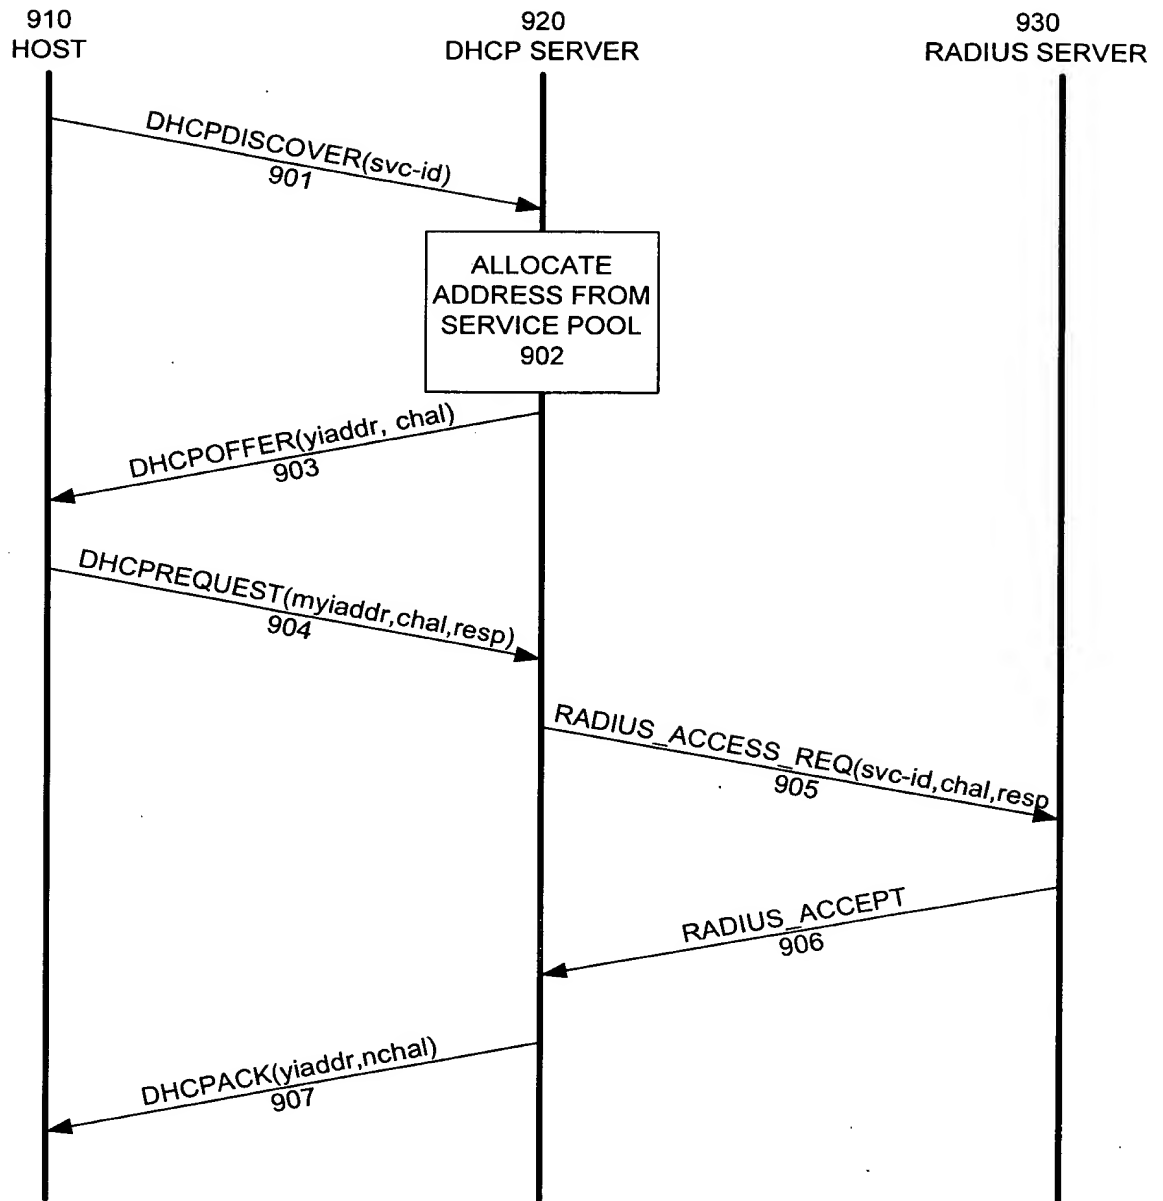 910
HOST
920
DHCP SERVER
930
RADIUS SERVER
DHCPDISCOVER(svc-id)
901
ALLOCATE
ADDRESS FROM
SERVICE POOL
902
DHCPOFFER(yiaddr, chal)
903
DHCPREQUEST(myiaddr,chal,resp)
904
RADIUS_ACCESS_REQ(svc-id,chal,resp
905
RADIUS_ACCEPT
906
DHCPACK(yiaddr,nchal)
907